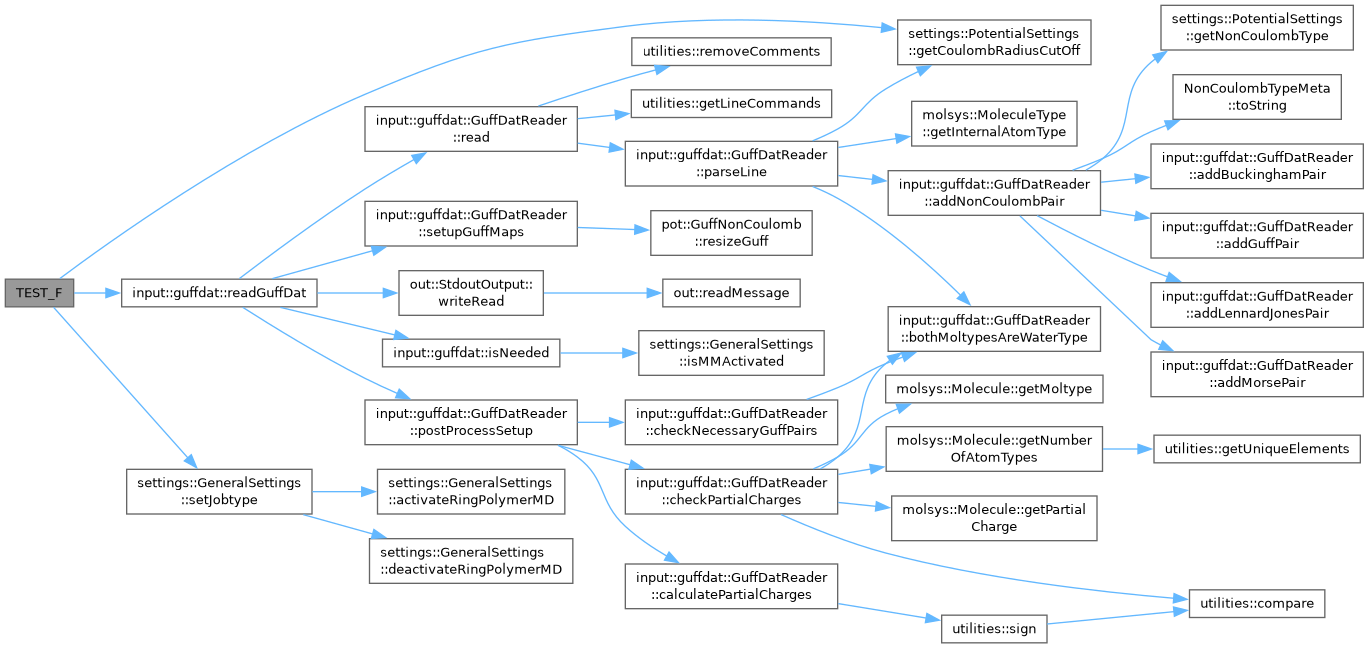 TEST_F
input::guffdat::readGuffDat
settings::GeneralSettings
::setJobtype
input::guffdat::GuffDatReader
::read
input::guffdat::GuffDatReader
::setupGuffMaps
out::StdoutOutput::
writeRead
input::guffdat::isNeeded
input::guffdat::GuffDatReader
::postProcessSetup
settings::GeneralSettings
::activateRingPolymerMD
settings::GeneralSettings
::deactivateRingPolymerMD
utilities::removeComments
utilities::getLineCommands
input::guffdat::GuffDatReader
::parseLine
pot::GuffNonCoulomb
::resizeGuff
out::readMessage
settings::GeneralSettings
::isMMActivated
input::guffdat::GuffDatReader
::checkNecessaryGuffPairs
input::guffdat::GuffDatReader
::checkPartialCharges
input::guffdat::GuffDatReader
::calculatePartialCharges
settings::PotentialSettings
::getCoulombRadiusCutOff
molsys::MoleculeType
::getInternalAtomType
input::guffdat::GuffDatReader
::addNonCoulombPair
input::guffdat::GuffDatReader
::bothMoltypesAreWaterType
molsys::Molecule::getMoltype
molsys::Molecule::getNumber
OfAtomTypes
molsys::Molecule::getPartial
Charge
utilities::sign
settings::PotentialSettings
::getNonCoulombType
NonCoulombTypeMeta
::toString
input::guffdat::GuffDatReader
::addBuckinghamPair
input::guffdat::GuffDatReader
::addGuffPair
input::guffdat::GuffDatReader
::addLennardJonesPair
input::guffdat::GuffDatReader
::addMorsePair
utilities::getUniqueElements
utilities::compare